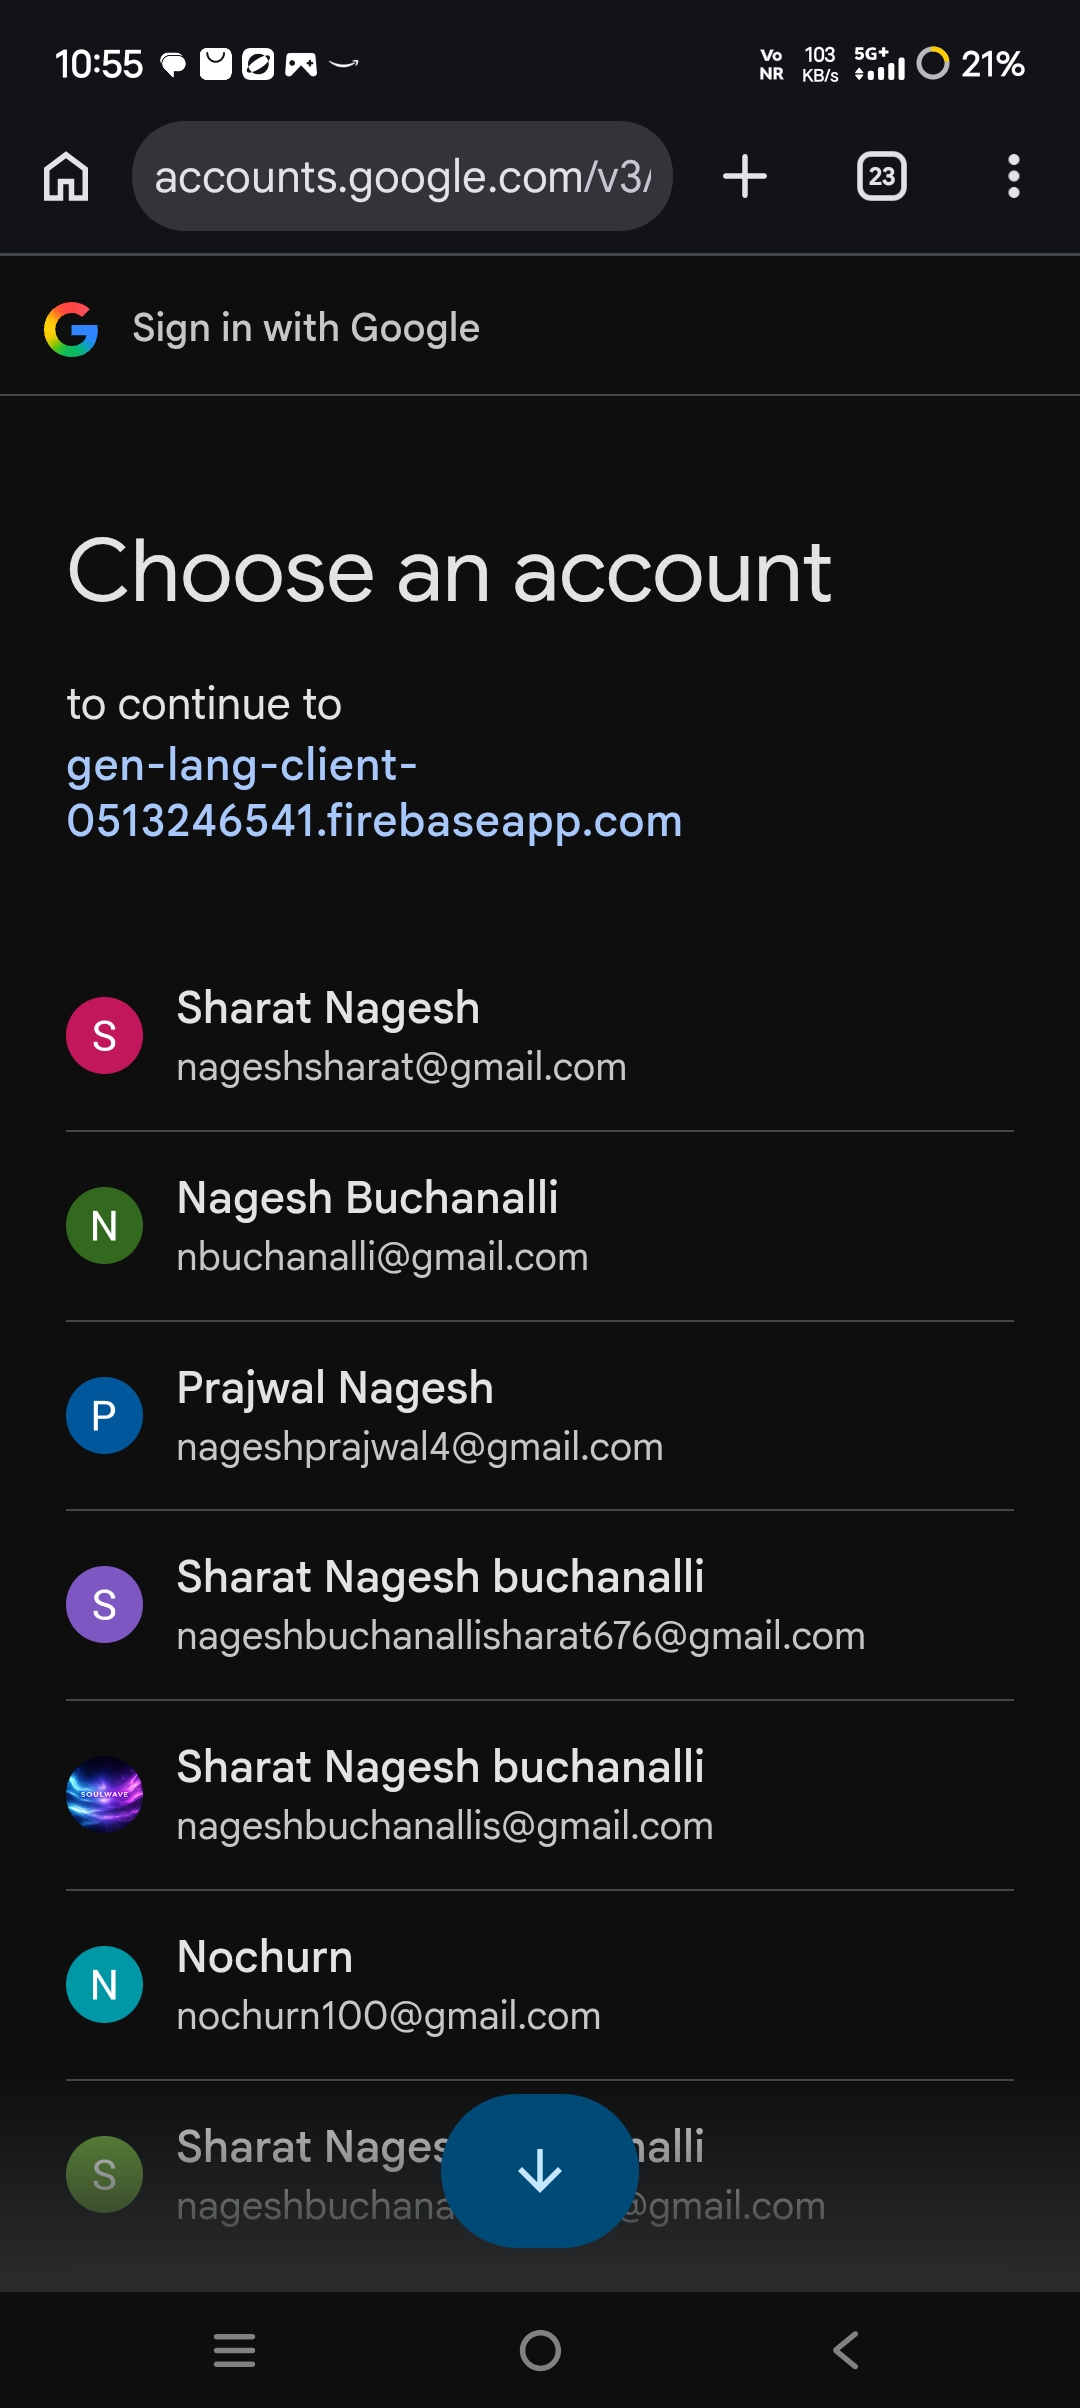 10:55
Vo NR
103 KB/s
5G+
21%
accounts.google.com/v3/
23
Sign in with Google
Choose an account
to continue to
gen-lang-client-
0513246541.firebaseapp.com
S
Sharat Nagesh
nageshsharat@gmail.com
N
Nagesh Buchanalli
nbuchanalli@gmail.com
P
Prajwal Nagesh
nageshprajwal4@gmail.com
S
Sharat Nagesh buchanalli
nageshbuchanallisharat676@gmail.com
SOULWAVE
Sharat Nagesh buchanalli
nageshbuchanallis@gmail.com
N
Nochurn
nochurn100@gmail.com
S
Sharat Nages nalli
nageshbuchana @gmail.com